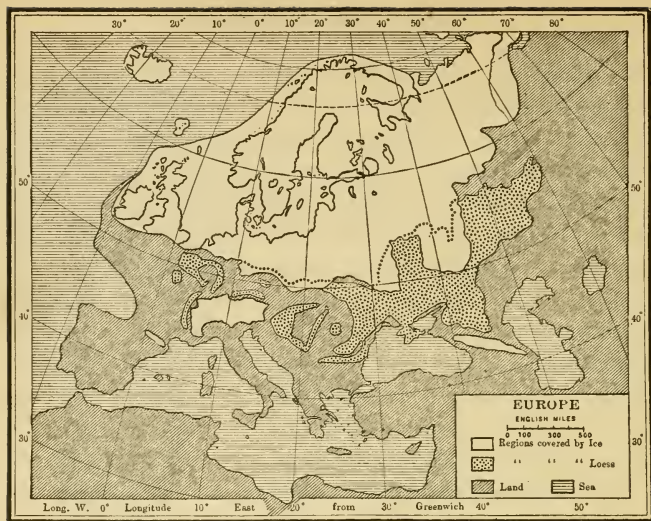 30° 20° 10° 0° 10° 20° 30° 40° 50° 60° 70° 80°
50° 50°
40° 40°
30° 30°
EUROPE
ENGLISH MILES
0 100 300 500
Regions covered by Ice
“ “ “ Loess
Land Sea
Long. W. 0° Longitude 10° East 20° from 30° Greenwich 40° 50°